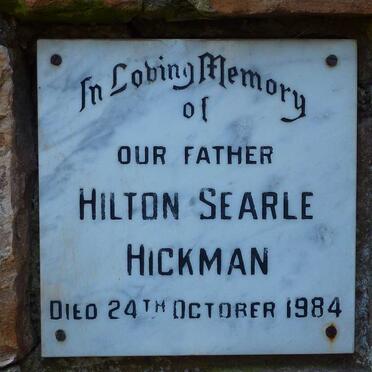 In Loving Memory
of
OUR FATHER
HILTON SEARLE
HICKMAN
DIED 24TH OCTOBER 1984